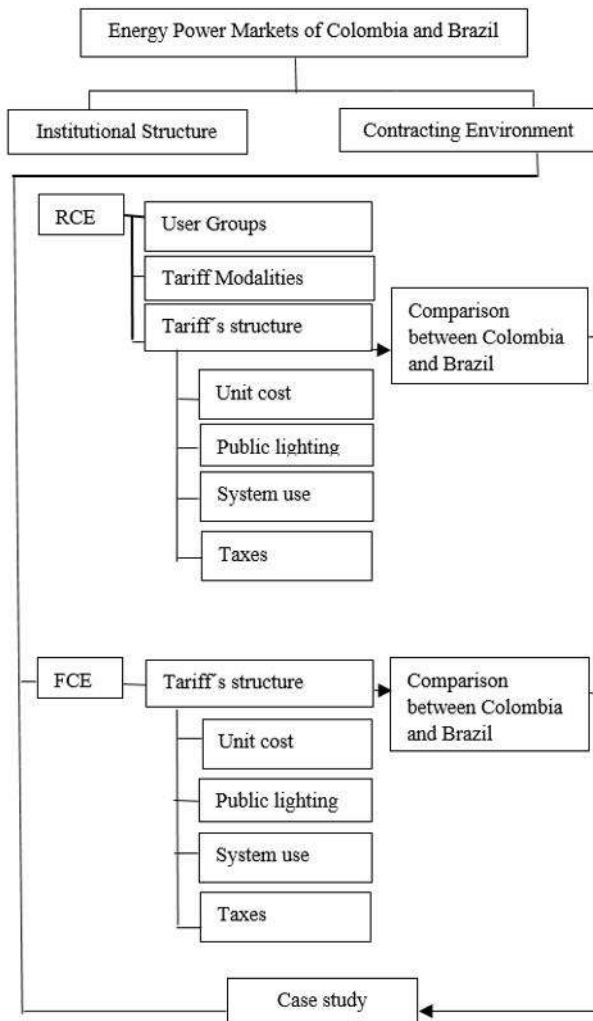 Energy Power Markets of Colombia and Brazil
Institutional Structure
Contracting Environment
RCE
User Groups
Tariff Modalities
Tariff´s structure
Comparison
between Colombia
and Brazil
Unit cost
Public lighting
System use
Taxes
FCE
Tariff´s structure
Comparison
between Colombia
and Brazil
Unit cost
Public lighting
System use
Taxes
Case study